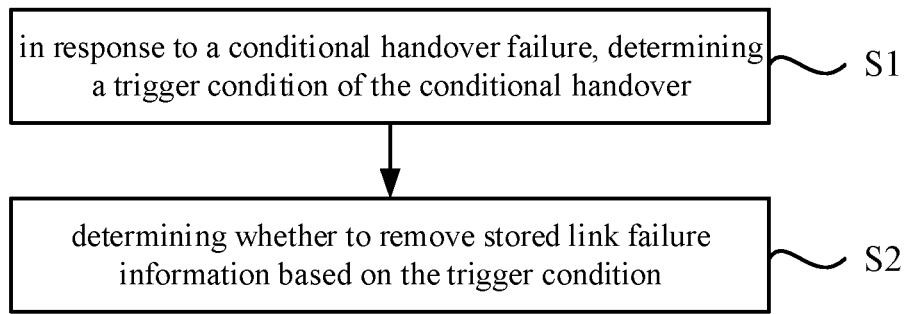 in response to a conditional handover failure, determining
a trigger condition of the conditional handover
S1
determining whether to remove stored link failure
information based on the trigger condition
S2